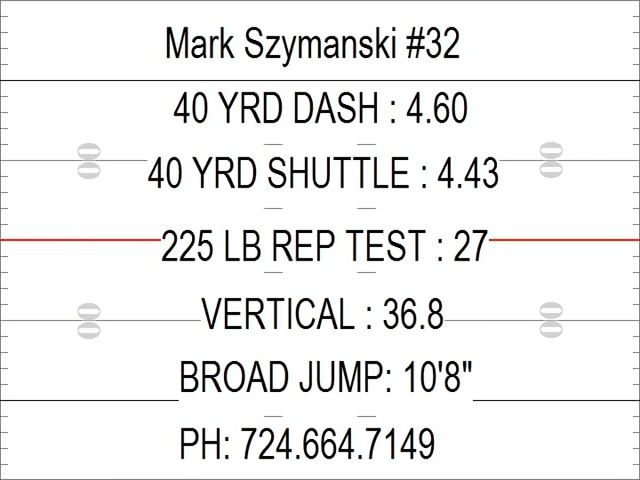 Mark Szymanski #32
40 YRD DASH : 4.60
40 YRD SHUTTLE : 4.43
225 LB REP TEST : 27
VERTICAL : 36.8
BROAD JUMP: 10'8"
PH: 724.664.7149